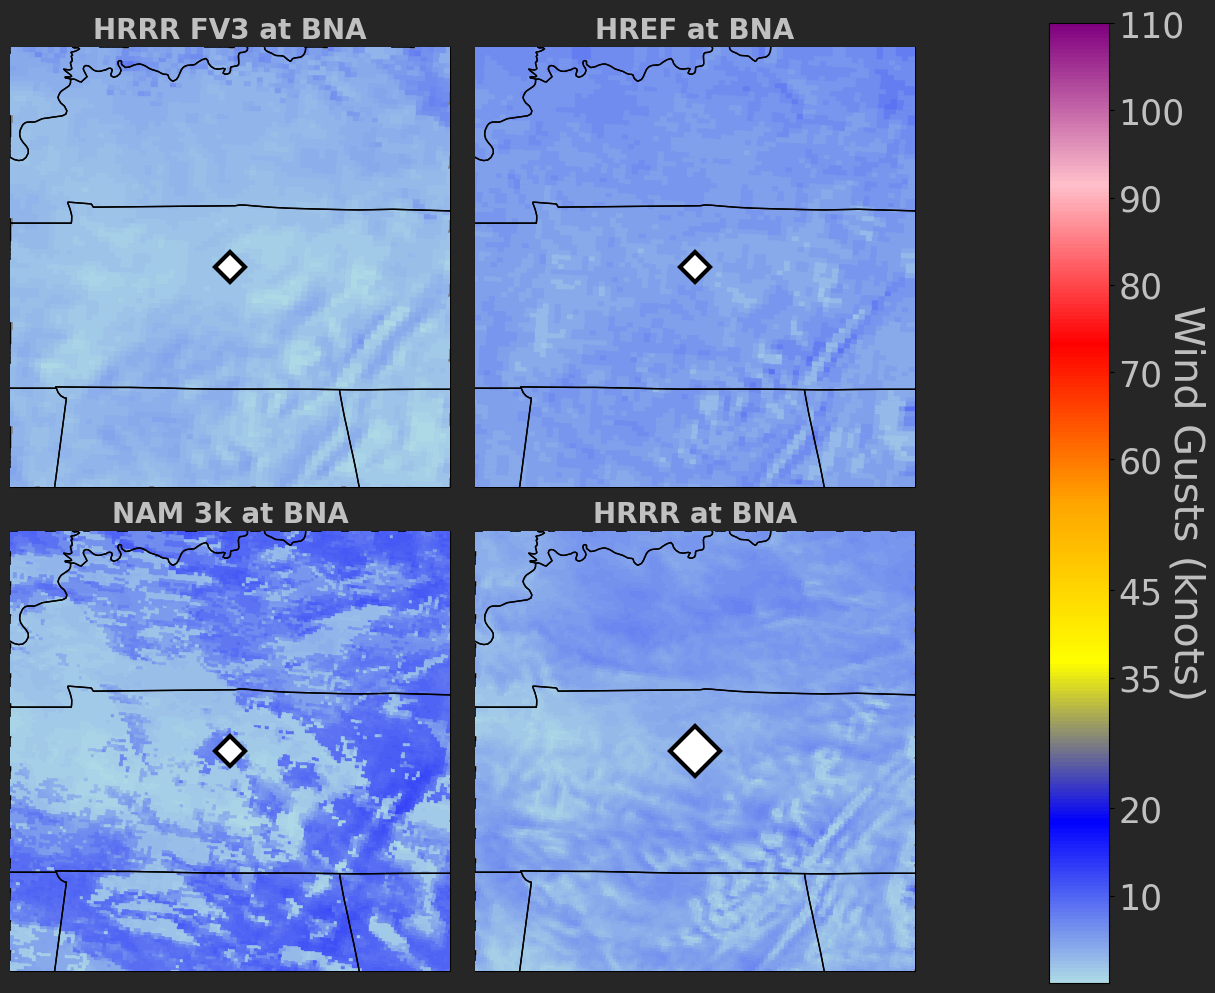 HRRR FV3 at BNA
HREF at BNA
NAM 3k at BNA
HRRR at BNA
110
100
90
80
70
60
45
35
20
10
Wind Gusts (knots)